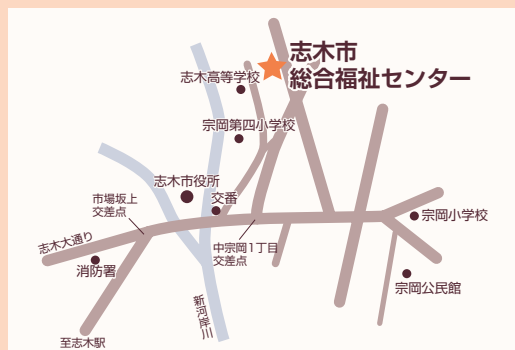 志木市
総合福祉センター
志木高等学校
宗岡第四小学校
志木市役所
交番
市場坂上
交差点
宗岡小学校
志木大通り
中宗岡1丁目
交差点
消防署
宗岡公民館
新河岸川
至志木駅